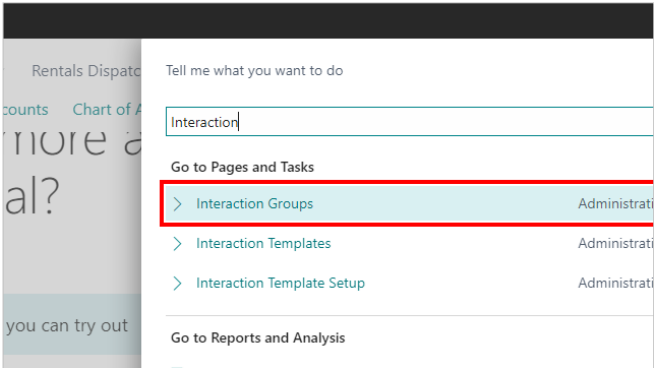 Rentals Dispatc
Tell me what you want to do
counts Chart of A
Interaction
more a
al?
Go to Pages and Tasks
Interaction Groups Administrati
Interaction Templates Administrati
Interaction Template Setup Administrati
you can try out
Go to Reports and Analysis